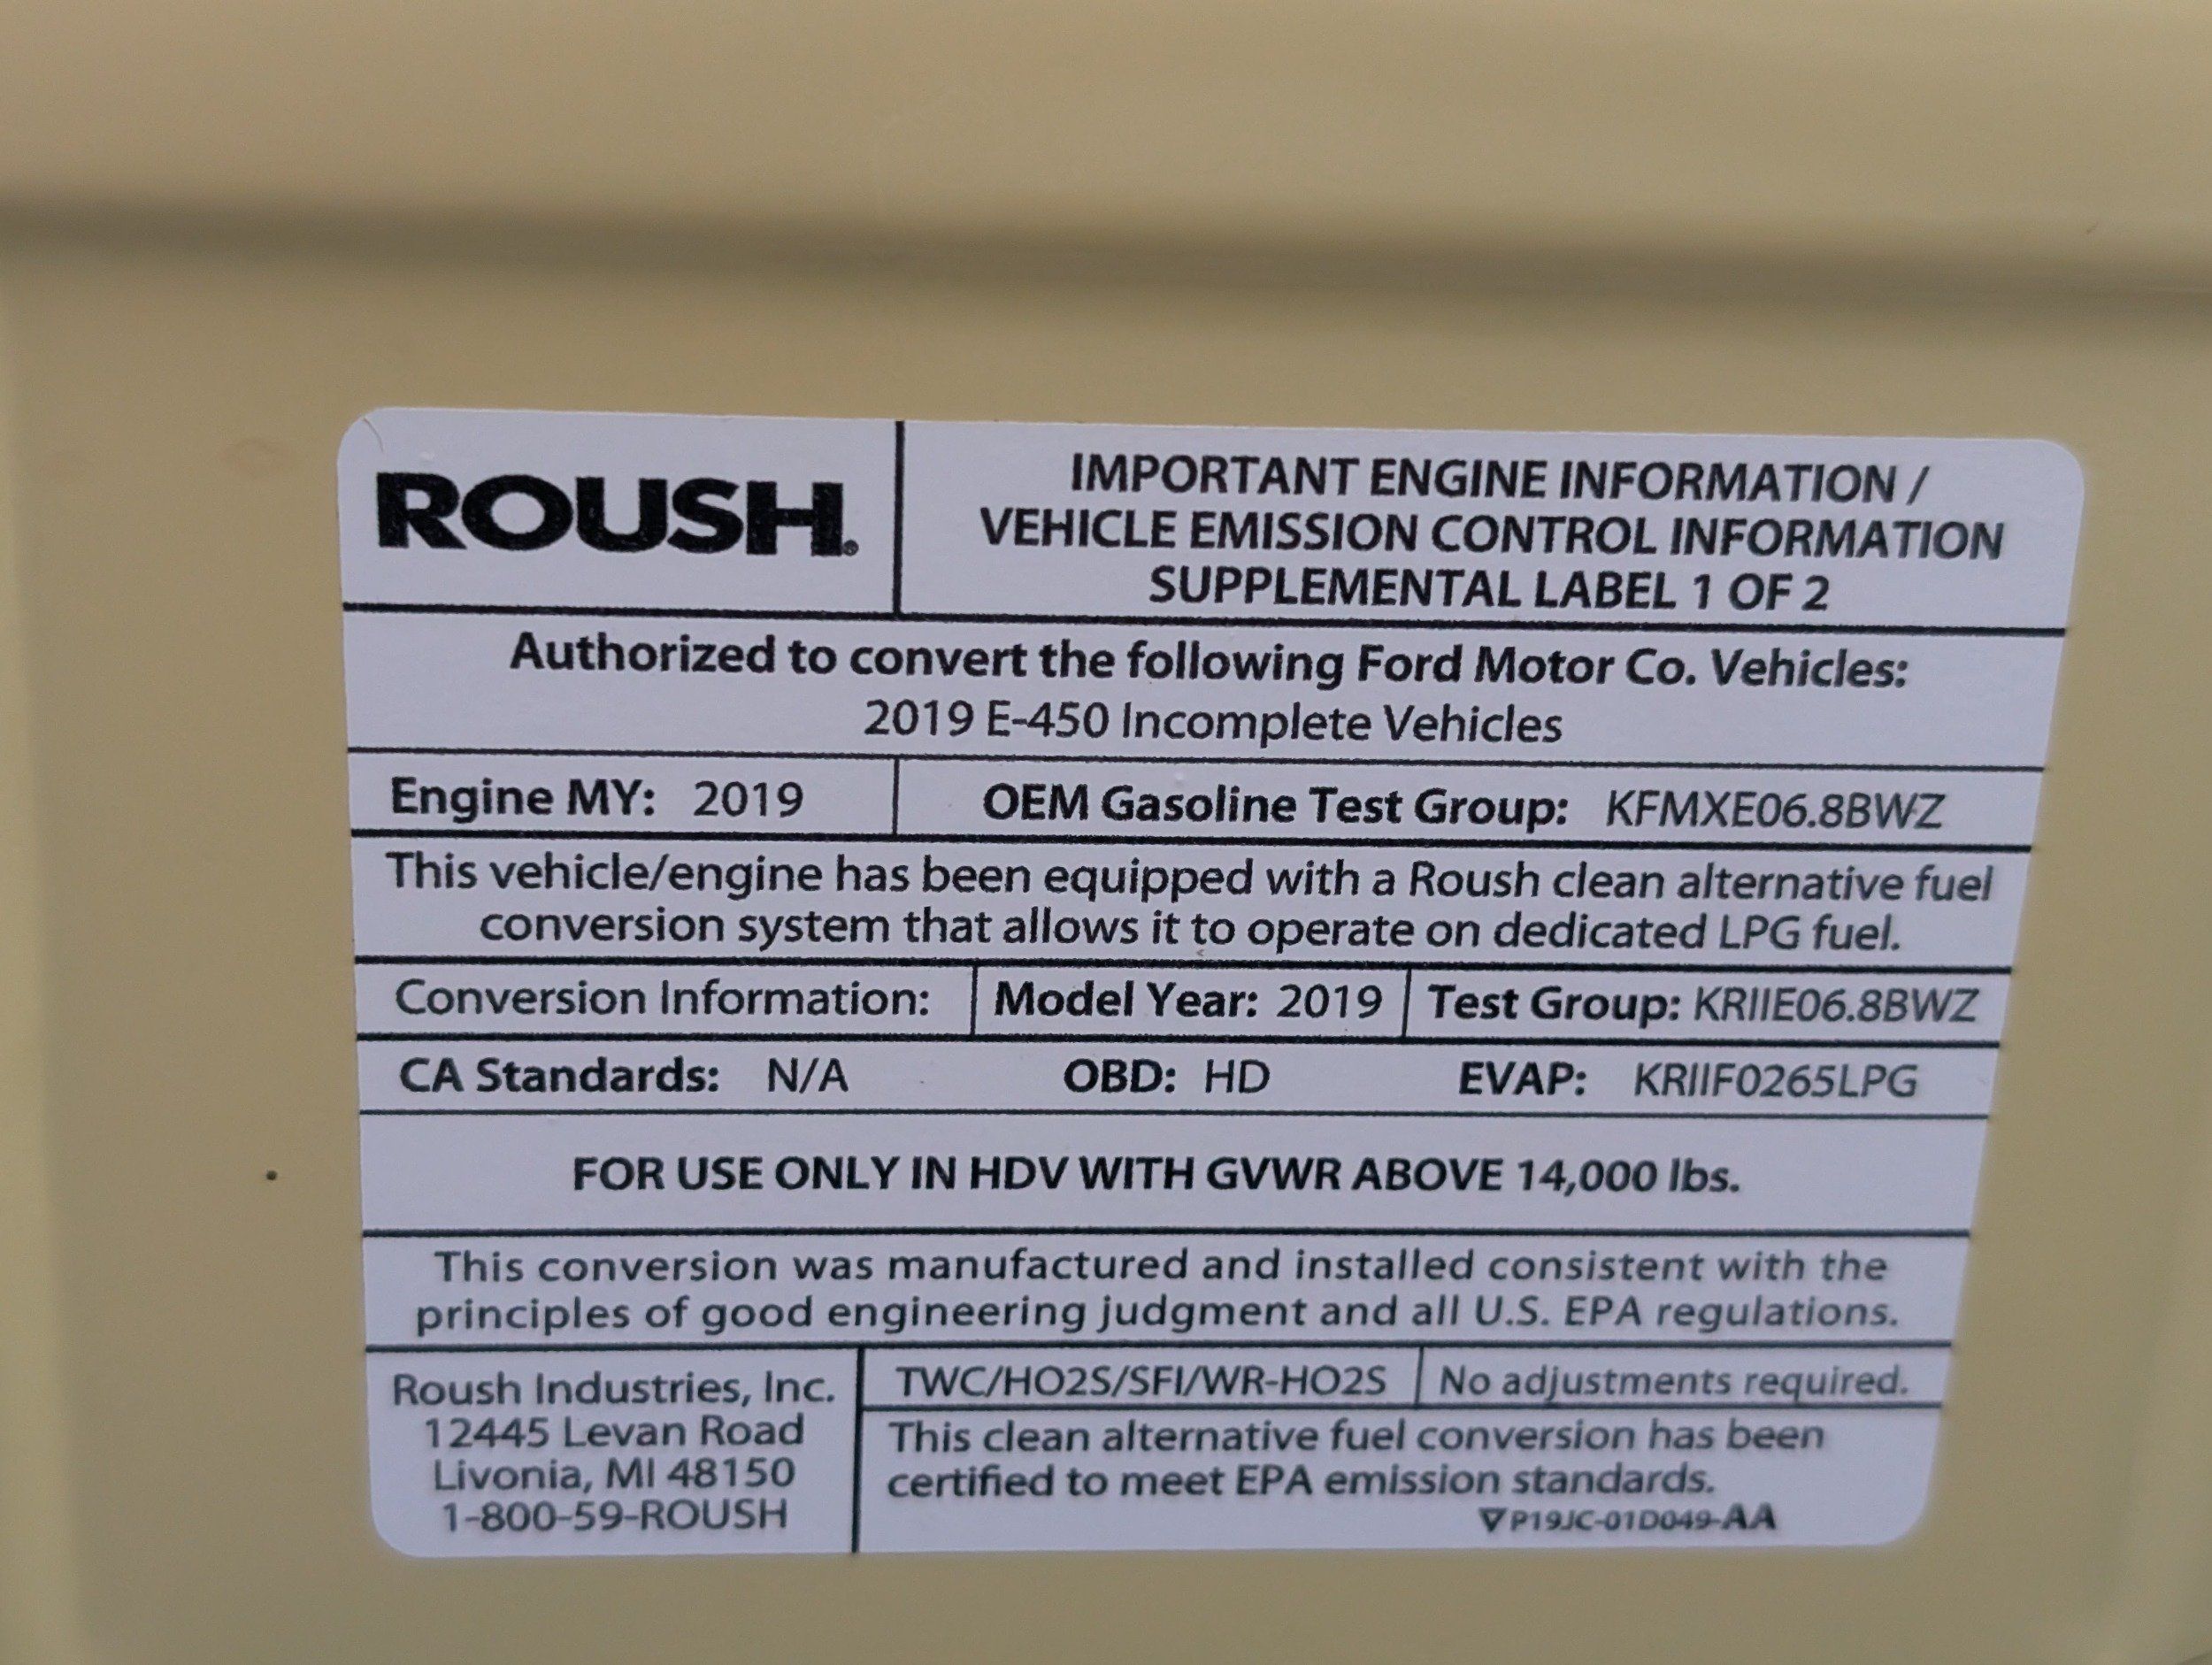 ROUSH®
IMPORTANT ENGINE INFORMATION /
VEHICLE EMISSION CONTROL INFORMATION
SUPPLEMENTAL LABEL 1 OF 2
Authorized to convert the following Ford Motor Co. Vehicles:
2019 E-450 Incomplete Vehicles
Engine MY: 2019
OEM Gasoline Test Group: KFMXE06.8BWZ
This vehicle/engine has been equipped with a Roush clean alternative fuel
conversion system that allows it to operate on dedicated LPG fuel.
Conversion Information:
Model Year: 2019
Test Group: KRIIE06.8BWZ
CA Standards: N/A
OBD: HD
EVAP: KRIIF0265LPG
FOR USE ONLY IN HDV WITH GVWR ABOVE 14,000 lbs.
This conversion was manufactured and installed consistent with the
principles of good engineering judgment and all U.S. EPA regulations.
Roush Industries, Inc.
12445 Levan Road
Livonia, MI 48150
1-800-59-ROUSH
TWC/HO2S/SFI/WR-HO2S
No adjustments required.
This clean alternative fuel conversion has been
certified to meet EPA emission standards.
P19JC-01D049-AA